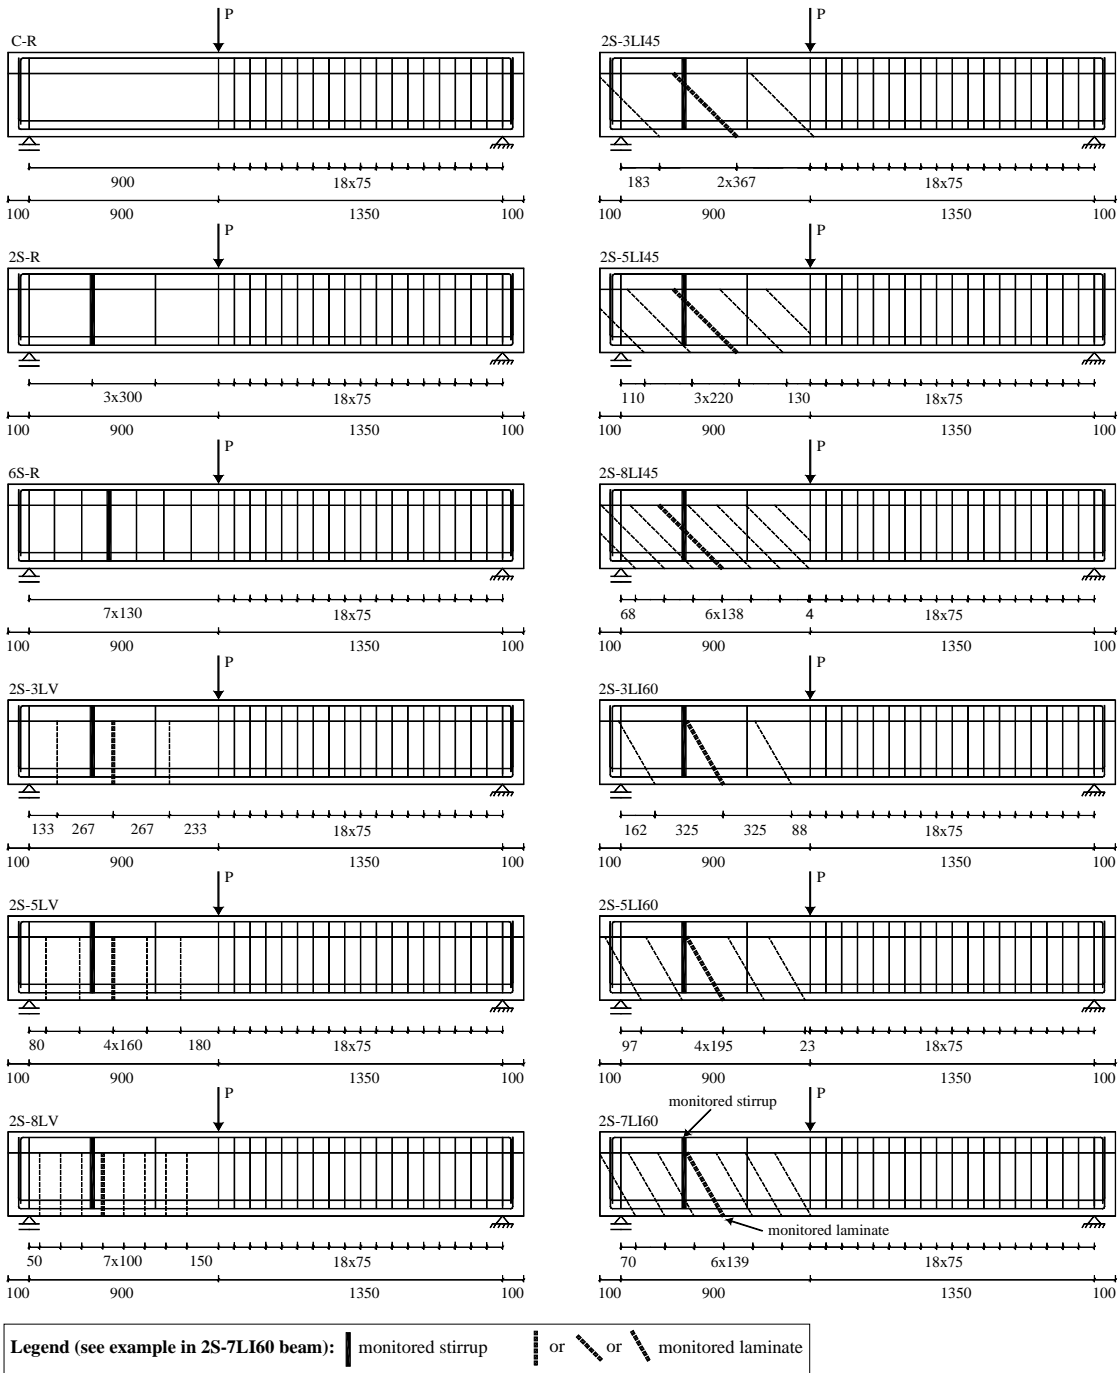 P
C-R
900
18x75
100
900
1350
100
P
2S-R
3x300
18x75
100
900
1350
100
P
6S-R
7x130
18x75
100
900
1350
100
P
2S-3LV
133
267
267
233
18x75
100
900
1350
100
P
2S-5LV
80
4x160
180
18x75
100
900
1350
100
P
2S-8LV
50
7x100
150
18x75
100
900
1350
100
P
2S-3LI45
183
2x367
18x75
100
900
1350
100
P
2S-5LI45
110
3x220
130
18x75
100
900
1350
100
P
2S-8LI45
68
6x138
4
18x75
100
900
1350
100
P
2S-3LI60
162
325
325
88
18x75
100
900
1350
100
P
2S-5LI60
97
4x195
23
18x75
100
900
1350
100
monitored stirrup
P
2S-7LI60
monitored laminate
70
6x139
18x75
100
900
1350
100
Legend (see example in 2S-7LI60 beam): monitored stirrup or or monitored laminate